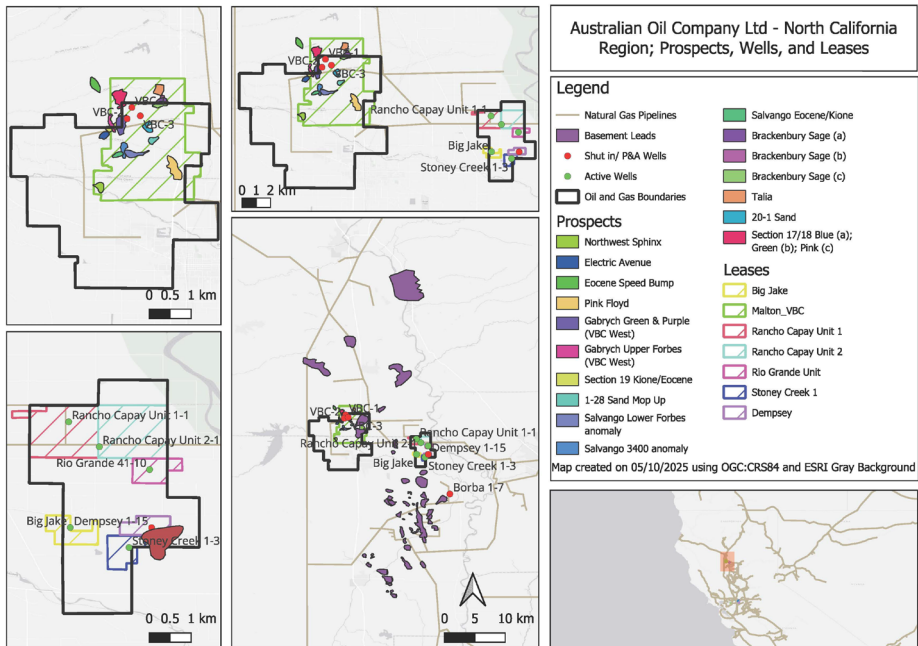 Australian Oil Company Ltd - North California
Region; Prospects, Wells, and Leases
VBC-3
0 0.5 1 km
VBC-1
VBC-2
VBC-3
Rancho Capay Unit 1-1
Big Jake
Stoney Creek 1-3
0 1 2 km
Rancho Capay Unit 1-1
Rancho Capay Unit 2-1
Rio Grande 41-10
Big Jake
Dempsey 1-15
Stoney Creek 1-3
0 0.5 1 km
VBC-2
VBC-1
Rancho Capay Unit 1-1
Dempsey 1-15
Big Jake
Stoney Creek 1-3
Borba 1-7
0 5 10 km
Legend
Natural Gas Pipelines
Basement Leads
Shut in/ P&A Wells
Active Wells
Oil and Gas Boundaries
Prospects
Northwest Sphinx
Electric Avenue
Eocene Speed Bump
Pink Floyd
Gabrych Green & Purple
(VBC West)
Gabrych Upper Forbes
(VBC West)
Section 19 Kione/Eocene
1-28 Sand Mop Up
Salvango Lower Forbes
anomaly
Salvango 3400 anomaly
Salvango Eocene/Kione
Brackenbury Sage (a)
Brackenbury Sage (b)
Brackenbury Sage (c)
Talia
20-1 Sand
Section 17/18 Blue (a);
Green (b); Pink (c)
Leases
Big Jake
Malton_VBC
Rancho Capay Unit 1
Rancho Capay Unit 2
Rio Grande Unit
Stoney Creek 1
Dempsey
Map created on 05/10/2025 using OGC:CRS84 and ESRI Gray Background